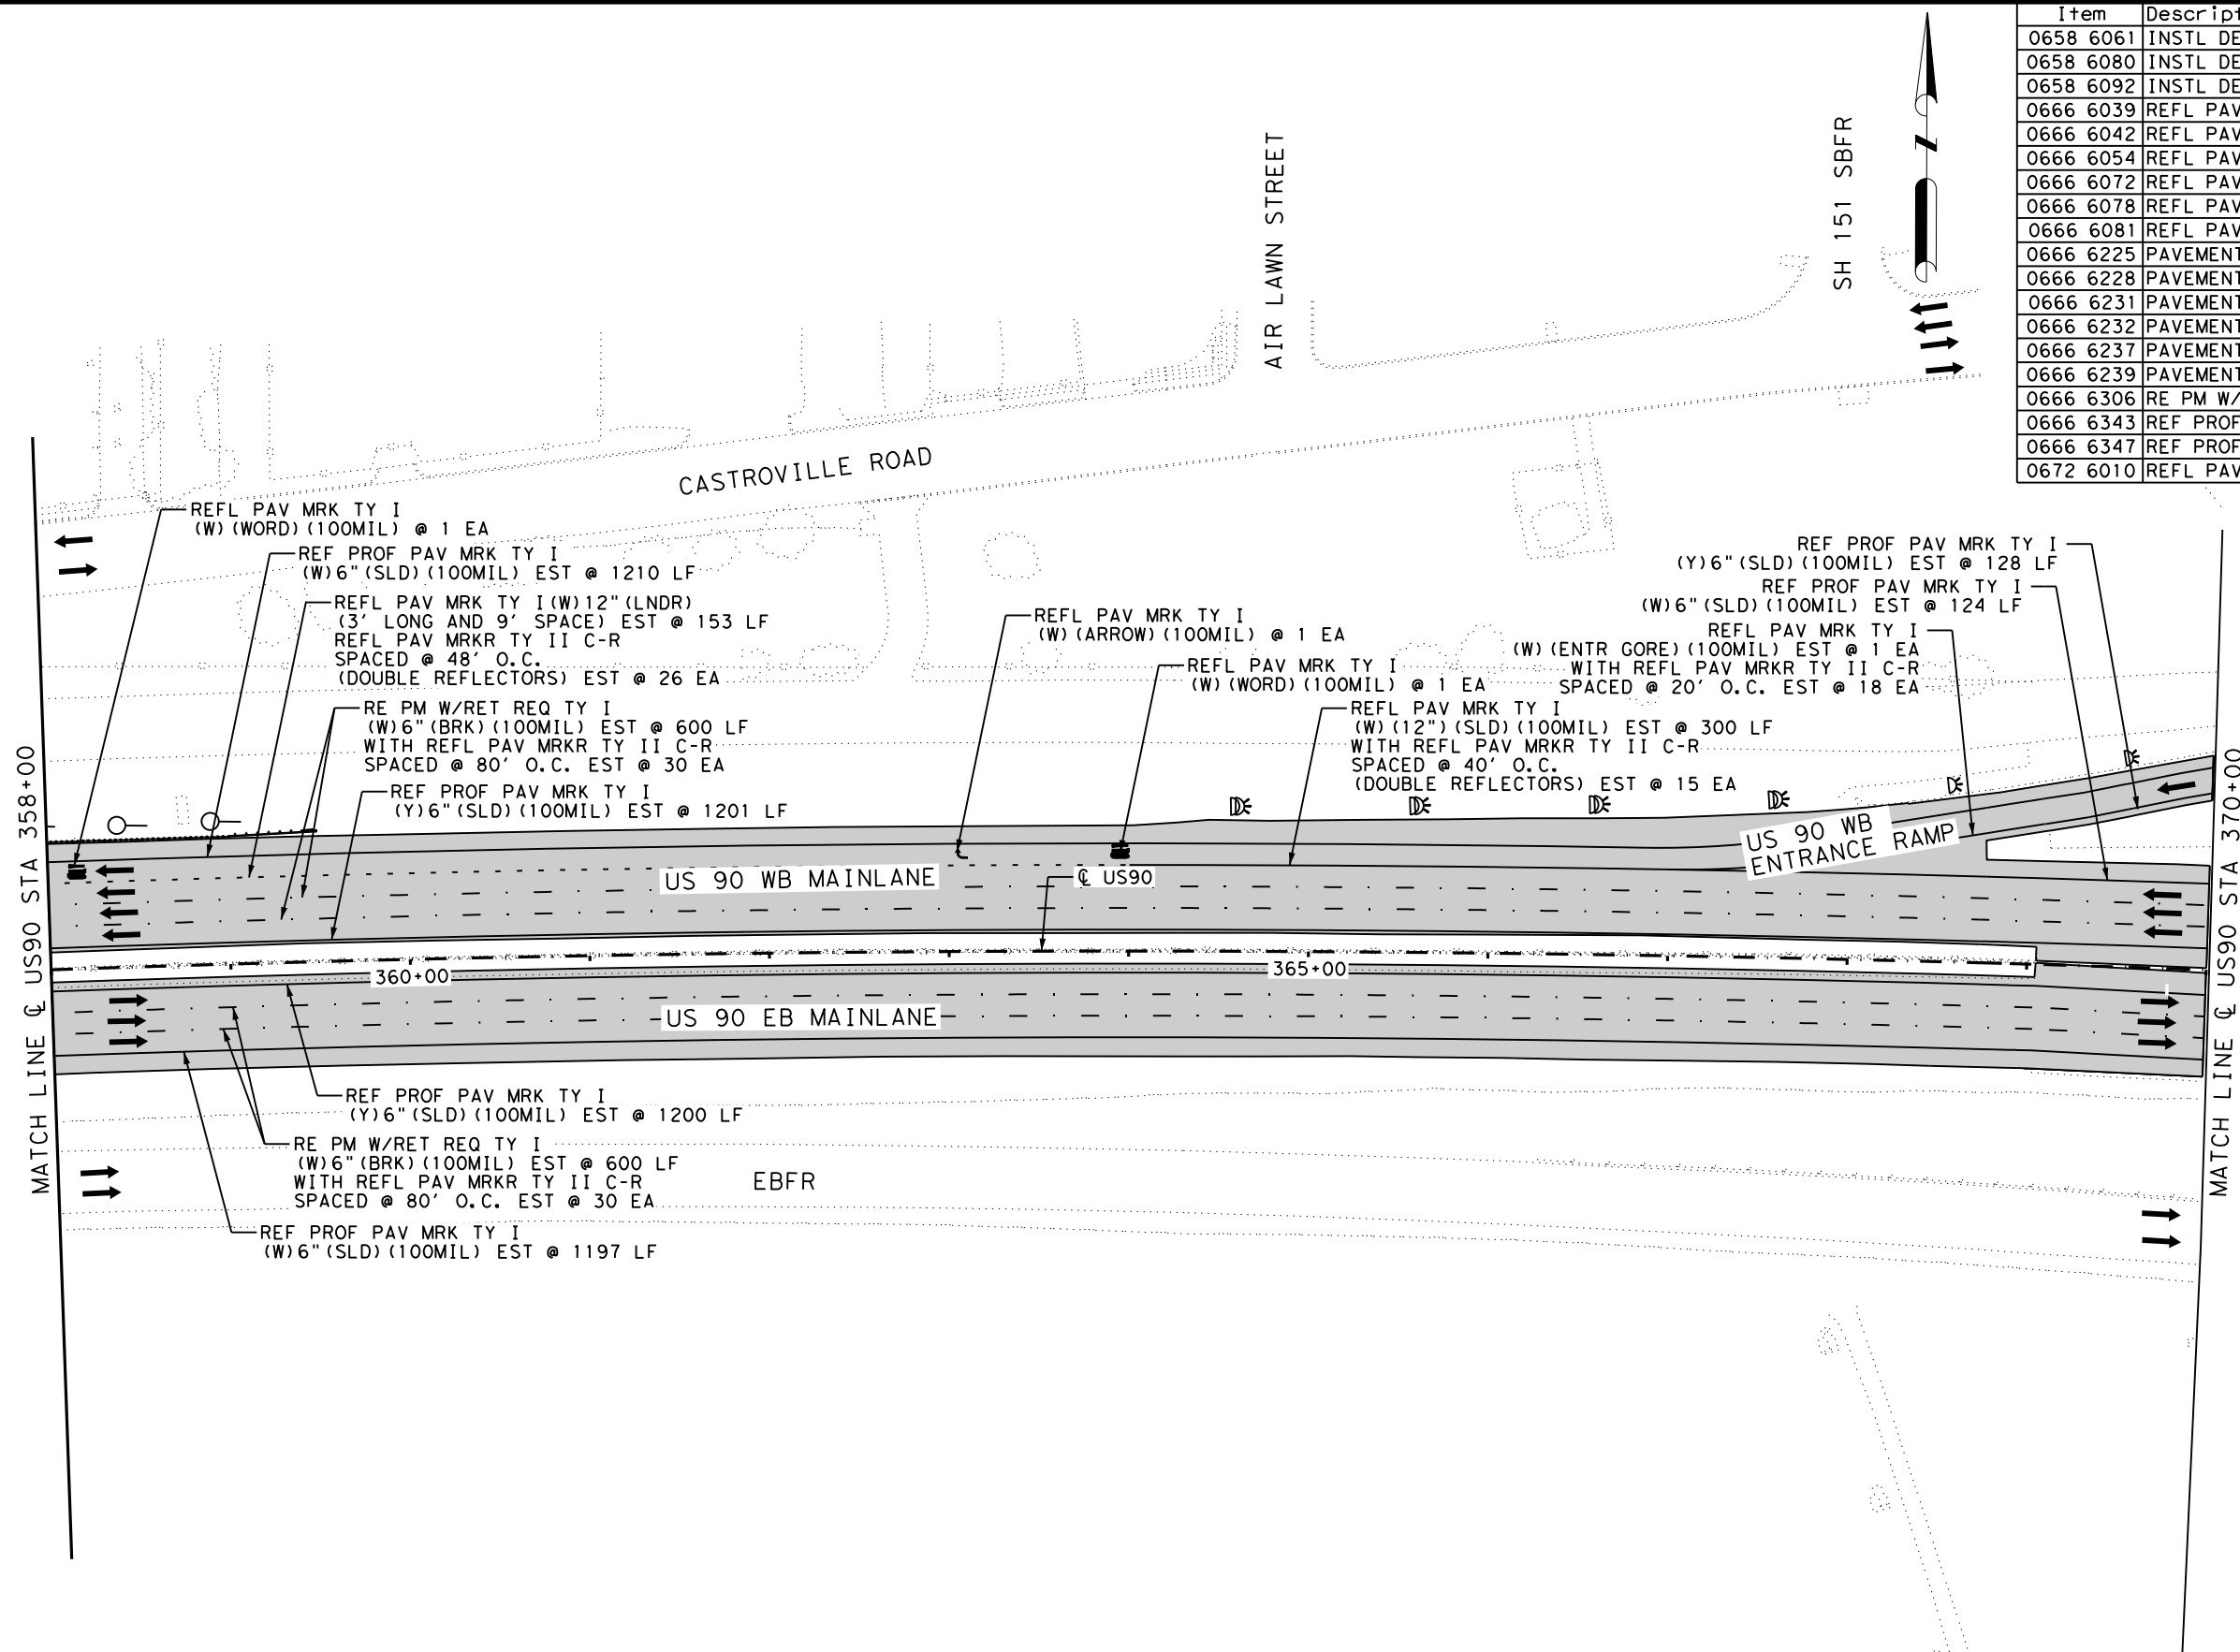 Item Descript
0658 6061 INSTL DE
0658 6080 INSTL DE
0658 6092 INSTL DE
0666 6039 REFL PAV
0666 6042 REFL PAV
0666 6054 REFL PAV
0666 6072 REFL PAV
0666 6078 REFL PAV
0666 6081 REFL PAV
0666 6225 PAVEMENT
0666 6228 PAVEMENT
0666 6231 PAVEMENT
0666 6232 PAVEMENT
0666 6237 PAVEMENT
0666 6239 PAVEMENT
0666 6306 RE PM W/
0666 6343 REF PROF
0666 6347 REF PROF
0672 6010 REFL PAV
AIR LAWN STREET
SH 151 SBFR
N
CASTROVILLE ROAD
REFL PAV MRK TY I
(W)(WORD)(100MIL) @ 1 EA
REF PROF PAV MRK TY I
(W)6"(SLD)(100MIL) EST @ 1210 LF
REFL PAV MRK TY I(W)12"(LNDR)
(3' LONG AND 9' SPACE) EST @ 153 LF
REFL PAV MRKR TY II C-R
SPACED @ 48' O.C.
(DOUBLE REFLECTORS) EST @ 26 EA
RE PM W/RET REQ TY I
(W)6"(BRK)(100MIL) EST @ 600 LF
WITH REFL PAV MRKR TY II C-R
SPACED @ 80' O.C. EST @ 30 EA
REF PROF PAV MRK TY I
(Y)6"(SLD)(100MIL) EST @ 1201 LF
REFL PAV MRK TY I
(W)(ARROW)(100MIL) @ 1 EA
REFL PAV MRK TY I
(W)(WORD)(100MIL) @ 1 EA
REFL PAV MRK TY I
(W)(12")(SLD)(100MIL) EST @ 300 LF
WITH REFL PAV MRKR TY II C-R
SPACED @ 40' O.C.
(DOUBLE REFLECTORS) EST @ 15 EA
REF PROF PAV MRK TY I
(Y)6"(SLD)(100MIL) EST @ 128 LF
REF PROF PAV MRK TY I
(W)6"(SLD)(100MIL) EST @ 124 LF
REFL PAV MRK TY I
(W)(ENTR GORE)(100MIL) EST @ 1 EA
WITH REFL PAV MRKR TY II C-R
SPACED @ 20' O.C. EST @ 18 EA
US 90 WB
ENTRANCE RAMP
US 90 WB MAINLANE
℄ US90
360+00
365+00
US 90 EB MAINLANE
REF PROF PAV MRK TY I
(Y)6"(SLD)(100MIL) EST @ 1200 LF
RE PM W/RET REQ TY I
(W)6"(BRK)(100MIL) EST @ 600 LF
WITH REFL PAV MRKR TY II C-R
SPACED @ 80' O.C. EST @ 30 EA
EBFR
REF PROF PAV MRK TY I
(W)6"(SLD)(100MIL) EST @ 1197 LF
MATCH LINE ℄ US90 STA 358+00
MATCH LINE ℄ US90 STA 370+00